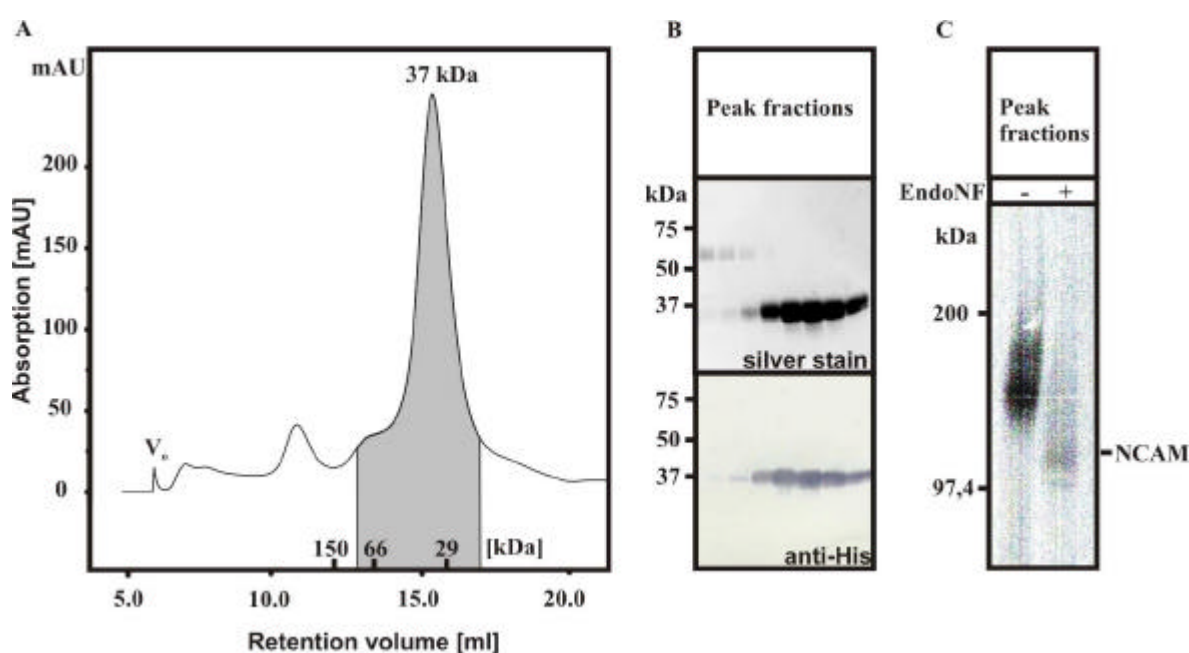 A
mAU
37 kDa
200
150
100
50
0
Absorption [mAU]
Vo
150 66 29 [kDa]
5.0 10.0 15.0 20.0
Retention volume [ml]
B
Peak fractions
kDa
75
50
37
silver stain
75
50
37
anti-His
C
Peak
fractions
EndoNF - +
kDa
200
NCAM
97,4